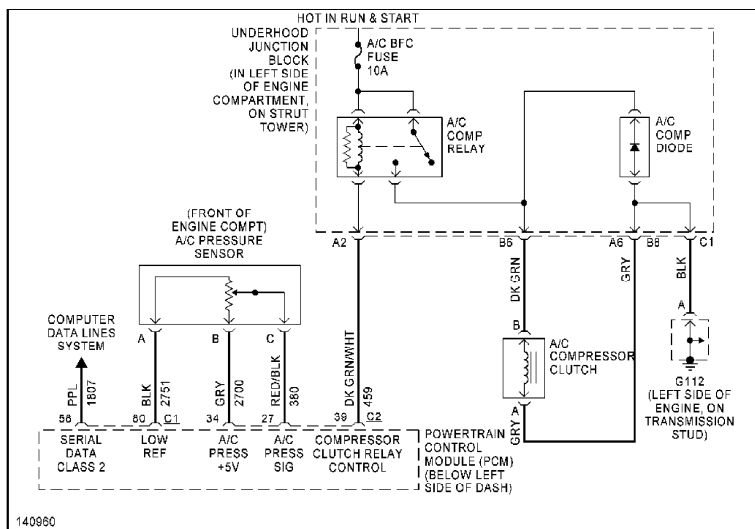 HOT IN RUN & START
UNDERHOOD
JUNCTION
BLOCK
(IN LEFT SIDE
OF ENGINE
COMPARTMENT,
ON STRUT
TOWER)
A/C BFC
FUSE
10A
A/C
COMP
RELAY
A/C
COMP
DIODE
A2
B6
A6
B8
C1
(FRONT OF
ENGINE COMPT)
A/C PRESSURE
SENSOR
A
B
C
COMPUTER
DATA LINES
SYSTEM
PPL
1807
BLK
2751
GRY
2700
RED/BLK
380
DK GRN/WHT
459
DK GRN
GRY
BLK
B
A/C
COMPRESSOR
CLUTCH
A
GRY
A
G112
(LEFT SIDE OF
ENGINE, ON
TRANSMISSION
STUD)
58
80
C1
34
27
39
C2
SERIAL
DATA
CLASS 2
LOW
REF
A/C
PRESS
+5V
A/C
PRESS
SIG
COMPRESSOR
CLUTCH RELAY
CONTROL
POWERTRAIN
CONTROL
MODULE (PCM)
(BELOW LEFT
SIDE OF DASH)
140960